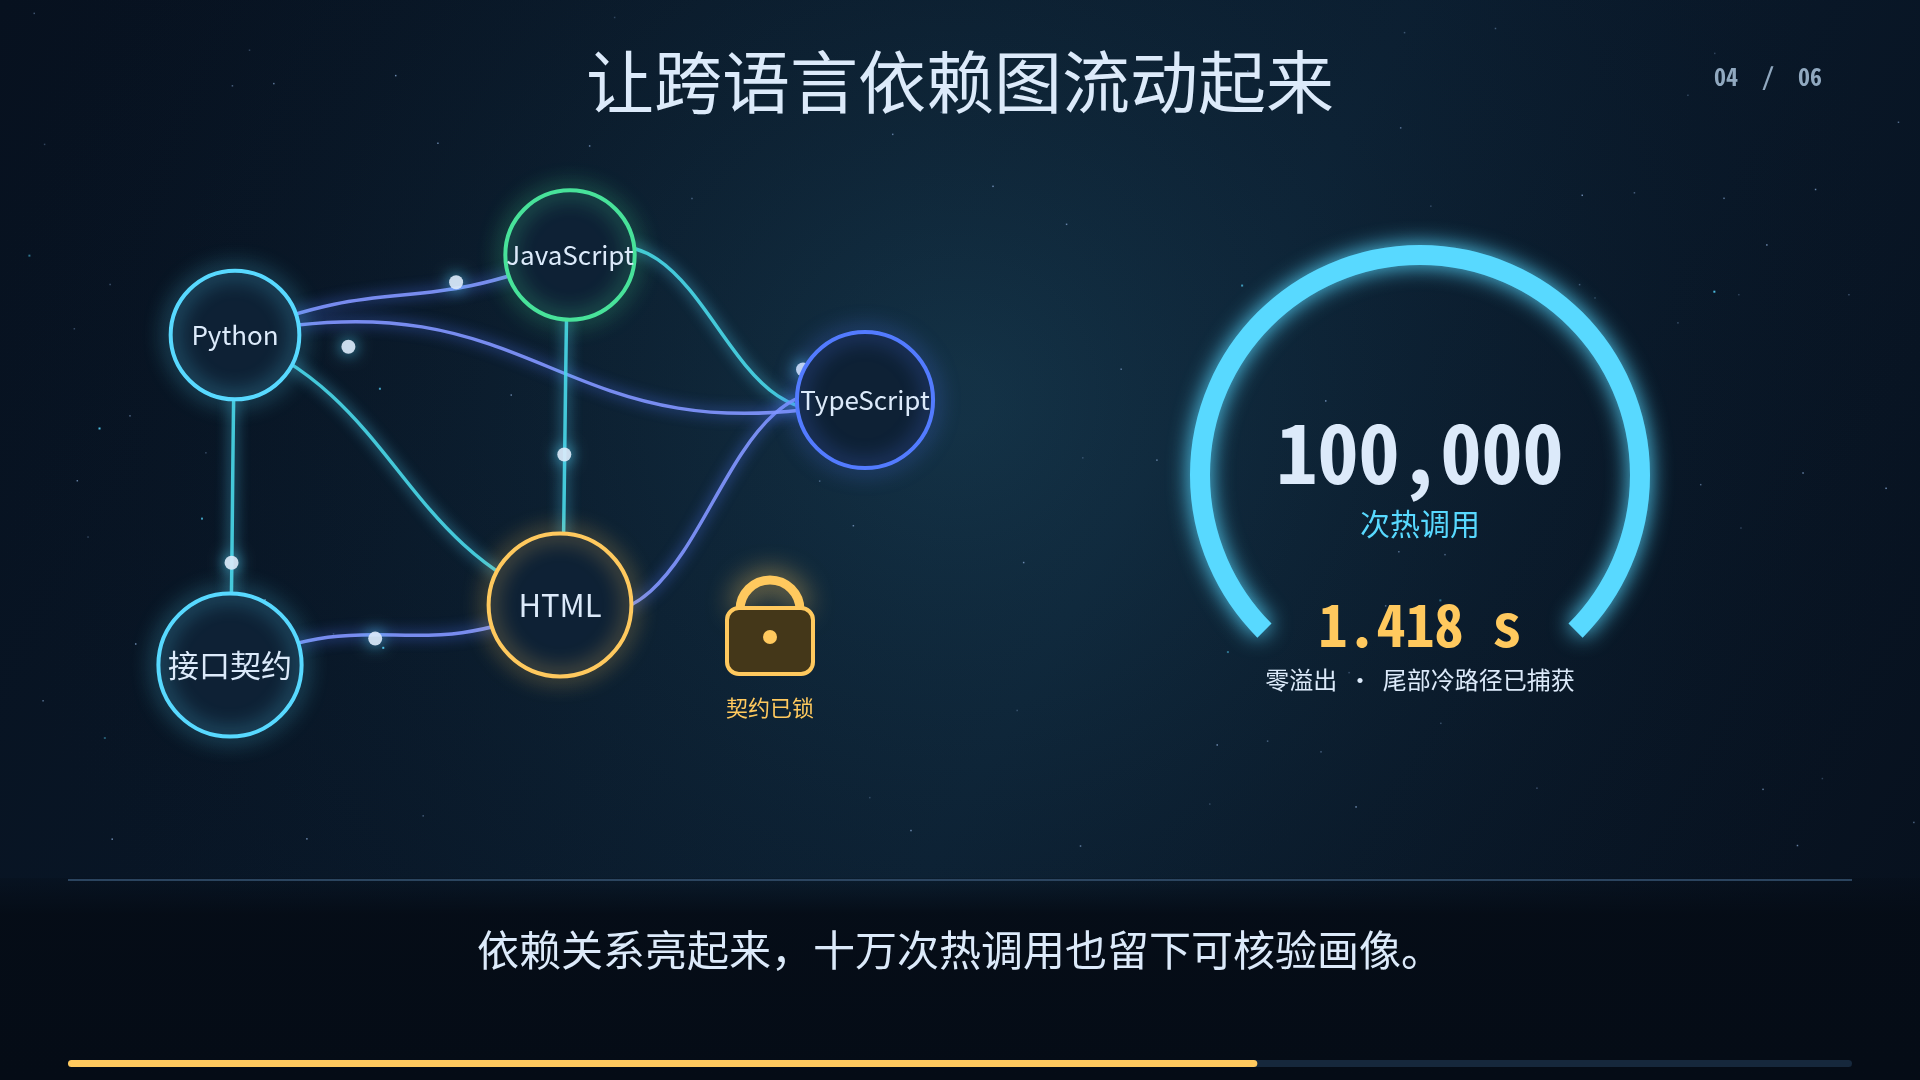 让跨语言依赖图流动起来
04 / 06
JavaScript
Python
TypeScript
HTML
接口契约
契约已锁
100,000
次热调用
1.418 s
零溢出 · 尾部冷路径已捕获
依赖关系亮起来，十万次热调用也留下可核验画像。